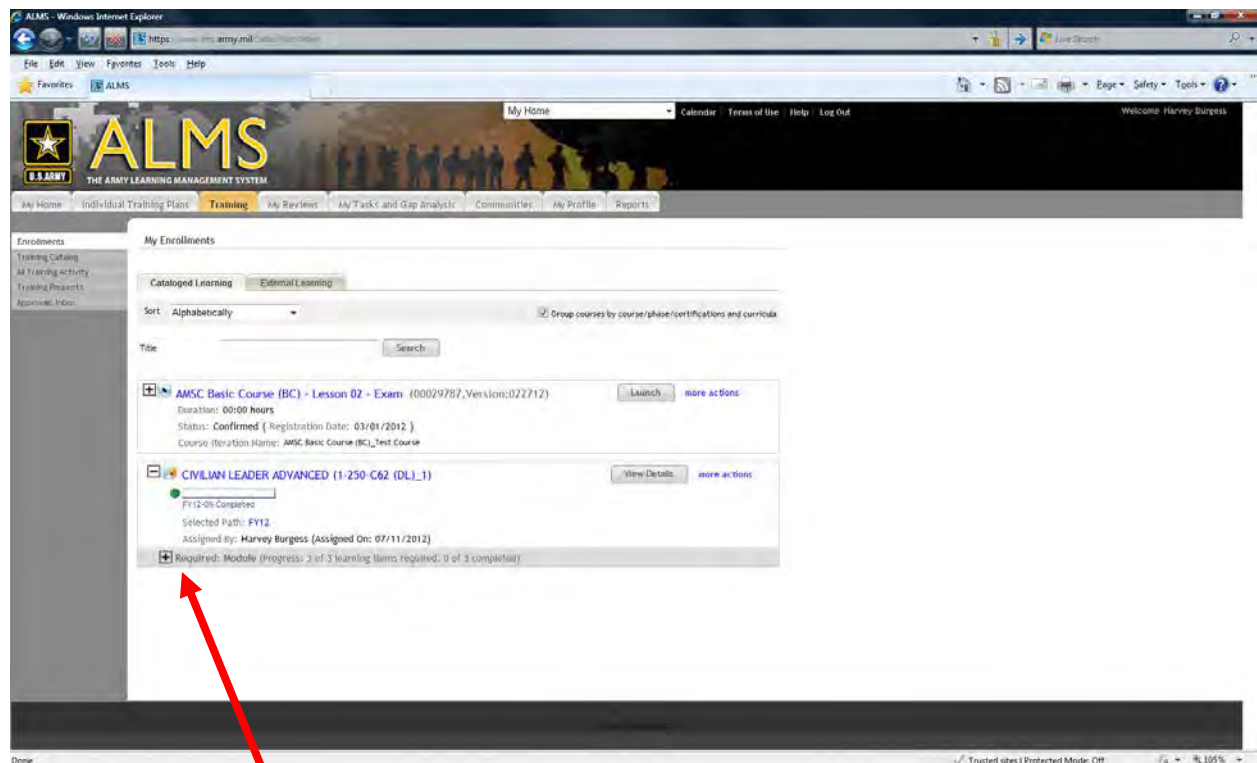 ALMS - Windows Internet Explorer
https army.mil
Live Search
File Edit View Favorites Tools Help
Favorites ALMS
Page Safety Tools
My Home Calendar Terms of Use Help Log Out Welcome Harvey Burgess
U.S.ARMY ALMS
THE ARMY LEARNING MANAGEMENT SYSTEM
My Home Individual Training Plans Training My Reviews My Tasks and Gap Analysis Communities My Profile Reports
Enrollments
Training Catalog
All Training Activity
Training Requests
Approvals Inbox
My Enrollments
Cataloged Learning External Learning
Sort Alphabetically Group courses by course/phase/certifications and curricula
Title Search
AMSC Basic Course (BC) - Lesson 02 - Exam (00029787,Version:022712) Launch more actions
Duration: 00:00 hours
Status: Confirmed ( Registration Date: 03/01/2012 )
Course Iteration Name: AMSC Basic Course (BC)_Test Course
CIVILIAN LEADER ADVANCED (1-250-C62 (DL)_1) View Details more actions
FY12-0% Completed
Selected Path: FY12
Assigned By: Harvey Burgess (Assigned On: 07/11/2012)
Required: Module (Progress: 3 of 3 learning items required, 0 of 3 completed)
Done Trusted sites | Protected Mode: Off 105%